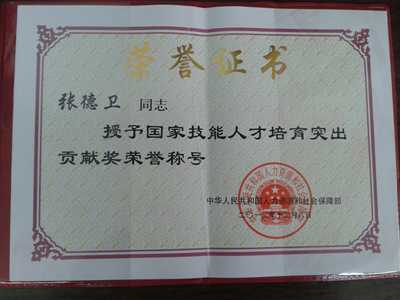 荣誉证书
张德卫 同志
授予国家技能人才培育突出
贡献奖荣誉称号
中华人民共和国人力资源和社会保障部